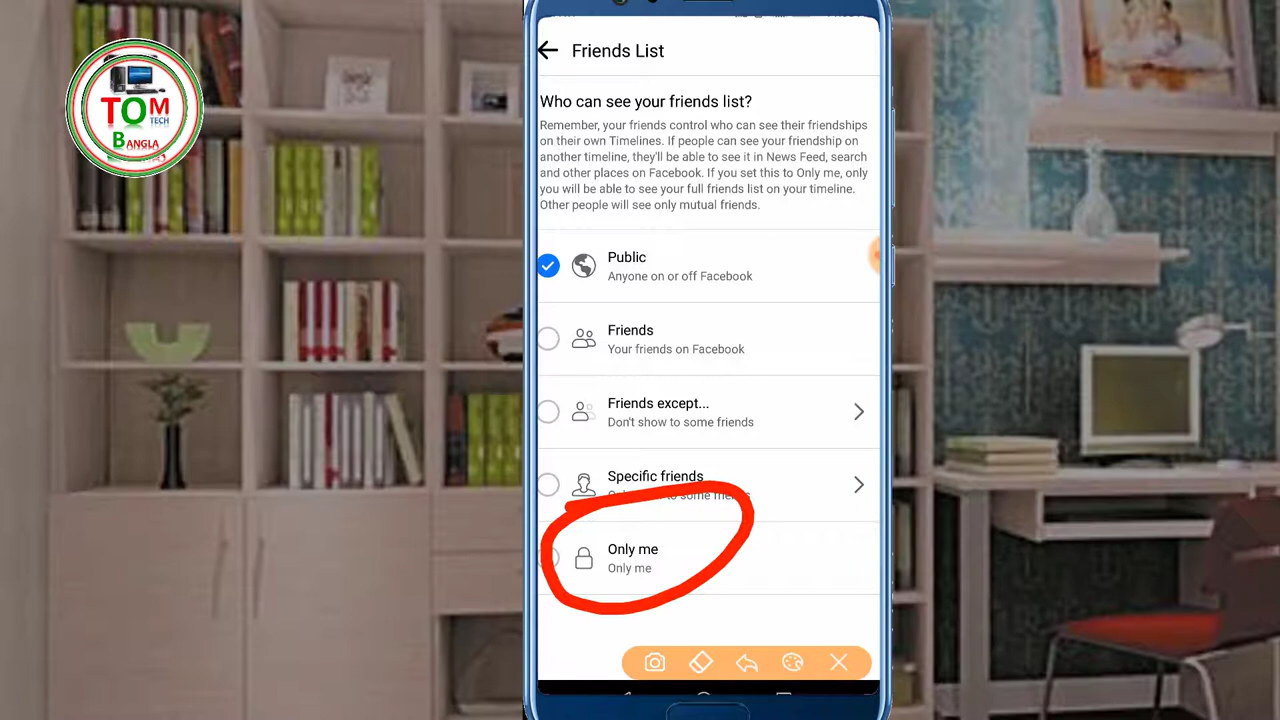 TOM
TECH
BANGLA
Friends List
Who can see your friends list?
Remember, your friends control who can see their friendships
on their own Timelines. If people can see your friendship on
another timeline, they'll be able to see it in News Feed, search
and other places on Facebook. If you set this to Only me, only
you will be able to see your full friends list on your timeline.
Other people will see only mutual friends.
Public
Anyone on or off Facebook
Friends
Your friends on Facebook
Friends except...
Don't show to some friends
Specific friends
to some friends
Only me
Only me